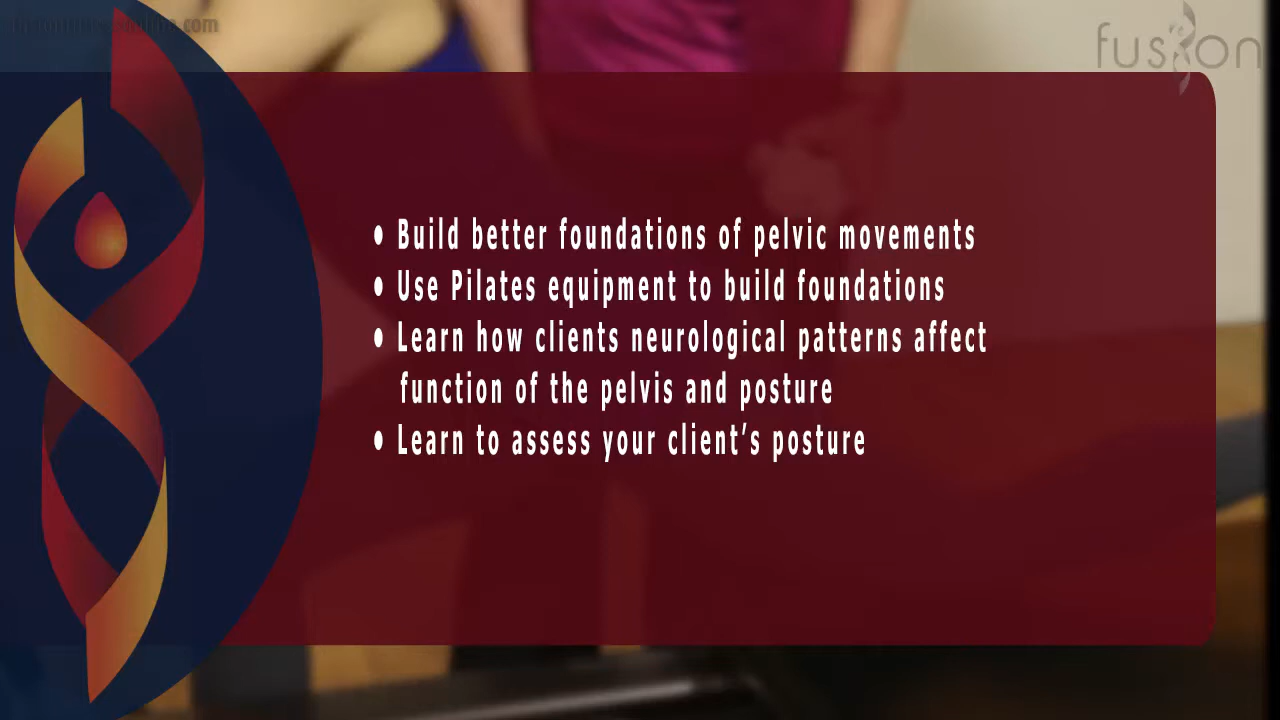 fusion
• Build better foundations of pelvic movements
• Use Pilates equipment to build foundations
• Learn how clients neurological patterns affect
function of the pelvis and posture
• Learn to assess your client’s posture